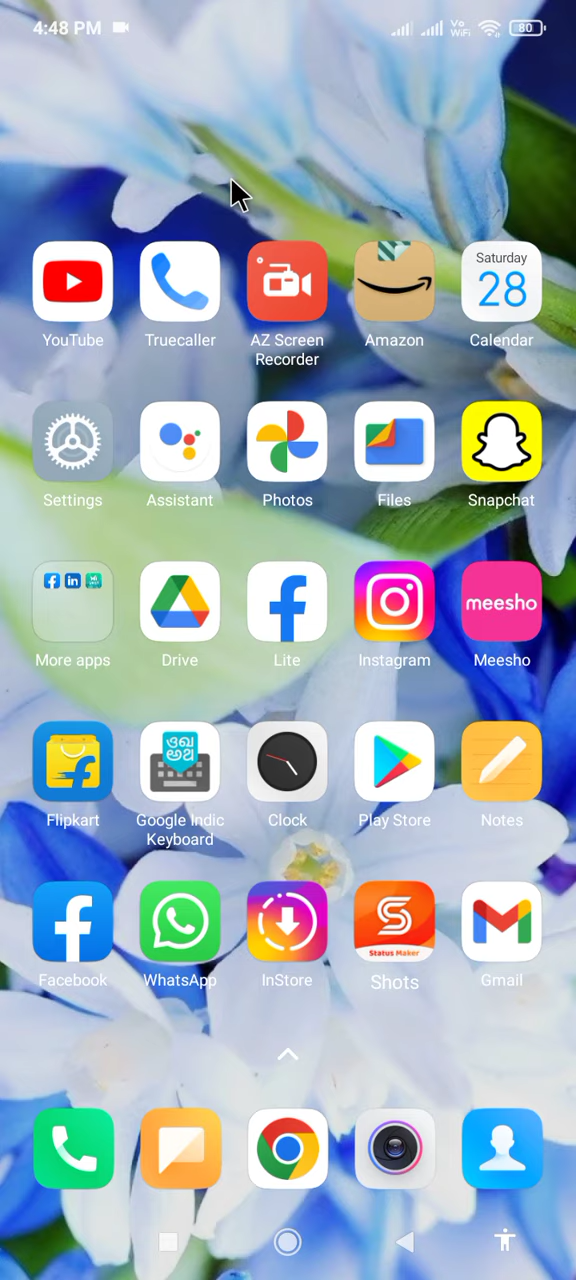 4:48 PM
Vo
WiFi
80
Saturday
28
YouTube
Truecaller
AZ Screen
Recorder
Amazon
Calendar
Settings
Assistant
Photos
Files
Snapchat
in
meesho
More apps
Drive
Lite
Instagram
Meesho
Flipkart
Google Indic
Keyboard
Clock
Play Store
Notes
Status Maker
Facebook
WhatsApp
InStore
Shots
Gmail